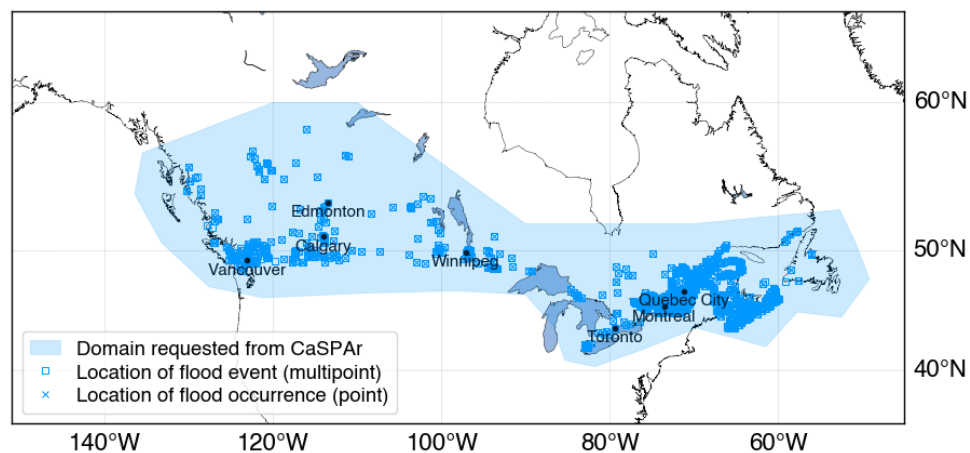 60°W
Edmonton
Calgary
50°N
Winnipeg
Vancouver
Quebec City
Montreal
Toronto
Domain requested from CaSPAr
Location of flood event (multipoint)
Location of flood occurrence (point)
40°N
140°W
120°W
100°W
80°W
60°W